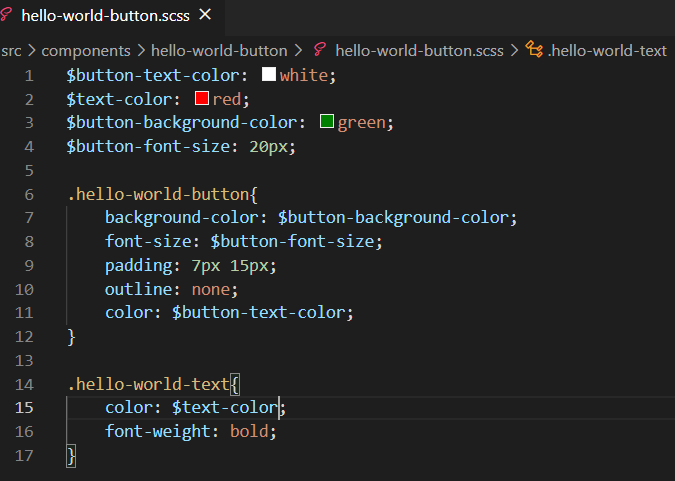 hello-world-button.scss ×
src > components > hello-world-button > hello-world-button.scss > .hello-world-text
1 $button-text-color: white;
2 $text-color: red;
3 $button-background-color: green;
4 $button-font-size: 20px;
5
6 .hello-world-button{
7     background-color: $button-background-color;
8     font-size: $button-font-size;
9     padding: 7px 15px;
10     outline: none;
11     color: $button-text-color;
12 }
13
14 .hello-world-text{
15     color: $text-color;
16     font-weight: bold;
17 }